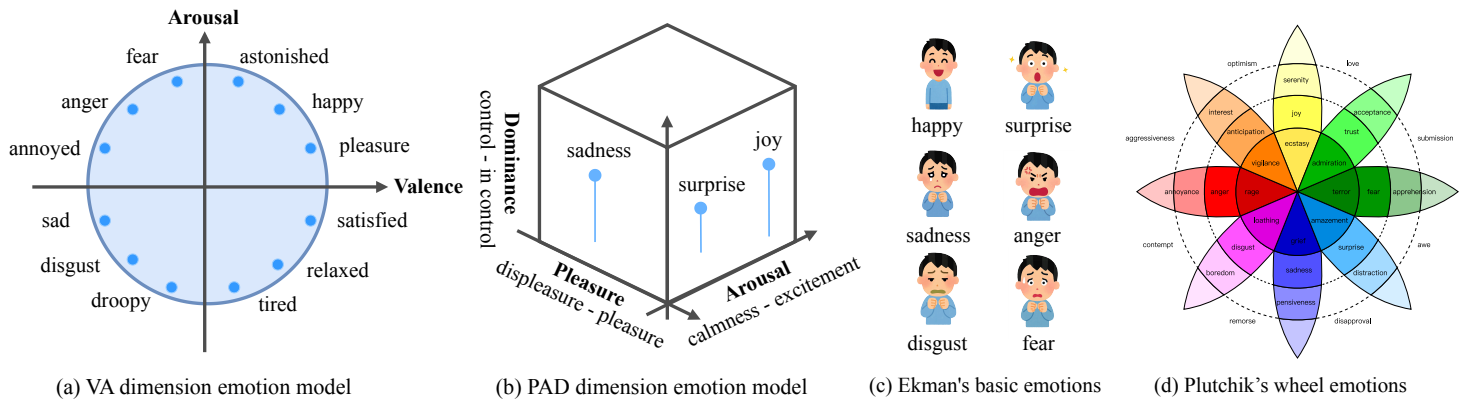 Arousal
fear
astonished
anger
happy
annoyed
pleasure
Valence
sad
satisfied
disgust
relaxed
droopy
tired
(a) VA dimension emotion model
Dominance
control - in control
sadness
joy
surprise
Pleasure
displeasure - pleasure
Arousal
calmness - excitement
(b) PAD dimension emotion model
happy
surprise
sadness
anger
disgust
fear
(c) Ekman's basic emotions
optimism
love
serenity
interest
acceptance
joy
anticipation
trust
aggressiveness
submission
ecstasy
vigilance
admiration
annoyance
anger
rage
terror
fear
apprehension
loathing
amazement
grief
contempt
disgust
surprise
awe
boredom
sadness
distraction
pensiveness
remorse
disapproval
(d) Plutchik’s wheel emotions